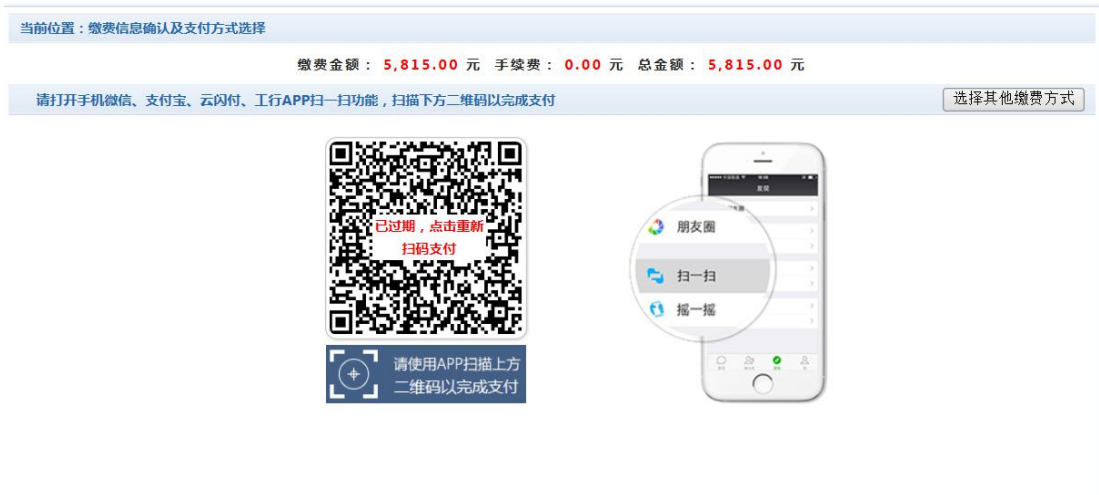 当前位置：缴费信息确认及支付方式选择
缴费金额： 5,815.00 元 手续费： 0.00 元 总金额： 5,815.00 元
请打开手机微信、支付宝、云闪付、工行APP扫一扫功能，扫描下方二维码以完成支付
选择其他缴费方式
已过期，点击重新
扫码支付
请使用APP扫描上方
二维码以完成支付
发现
朋友圈
扫一扫
摇一摇